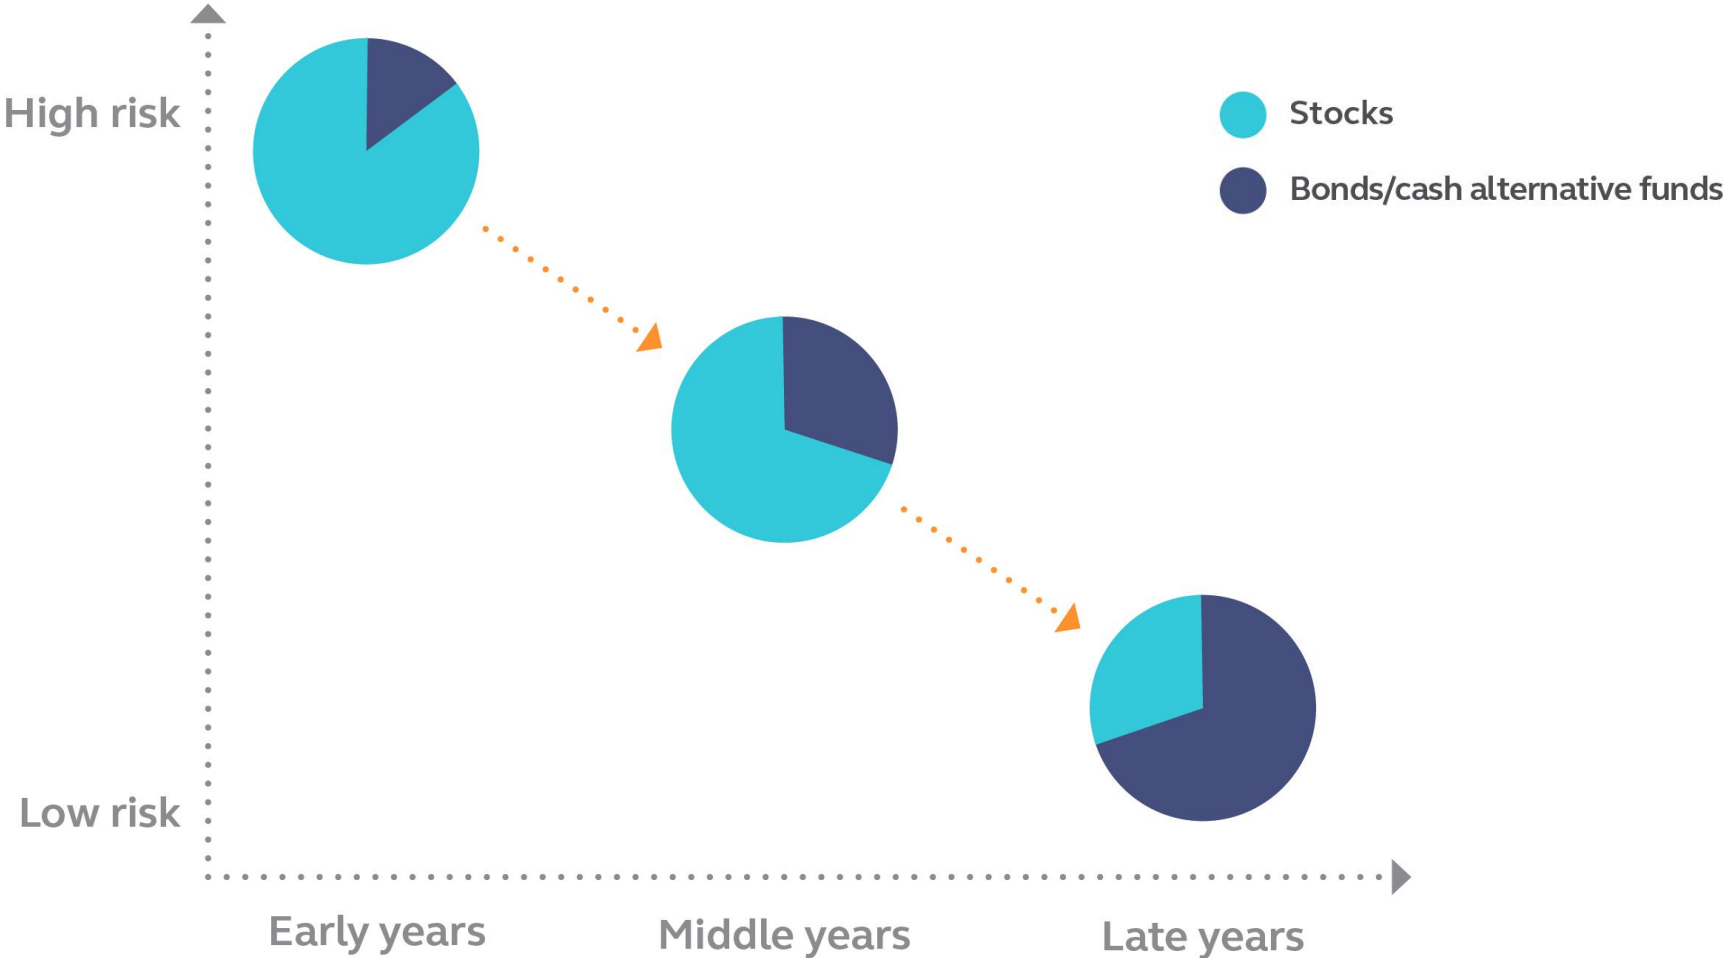 High risk
Stocks
Bonds/cash alternative funds
Low risk
Early years
Middle years
Late years